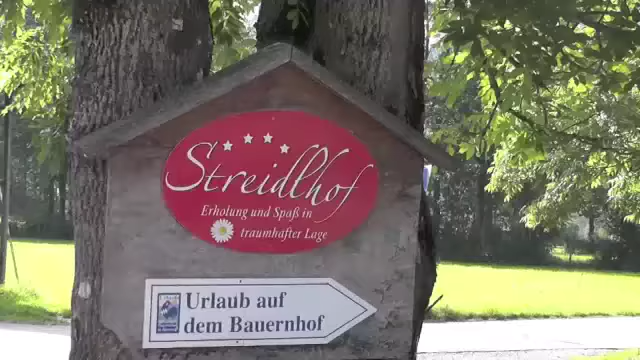 Streidlhof
Erholung und Spaß in
traumhafter Lage
Urlaub auf
dem Bauernhof